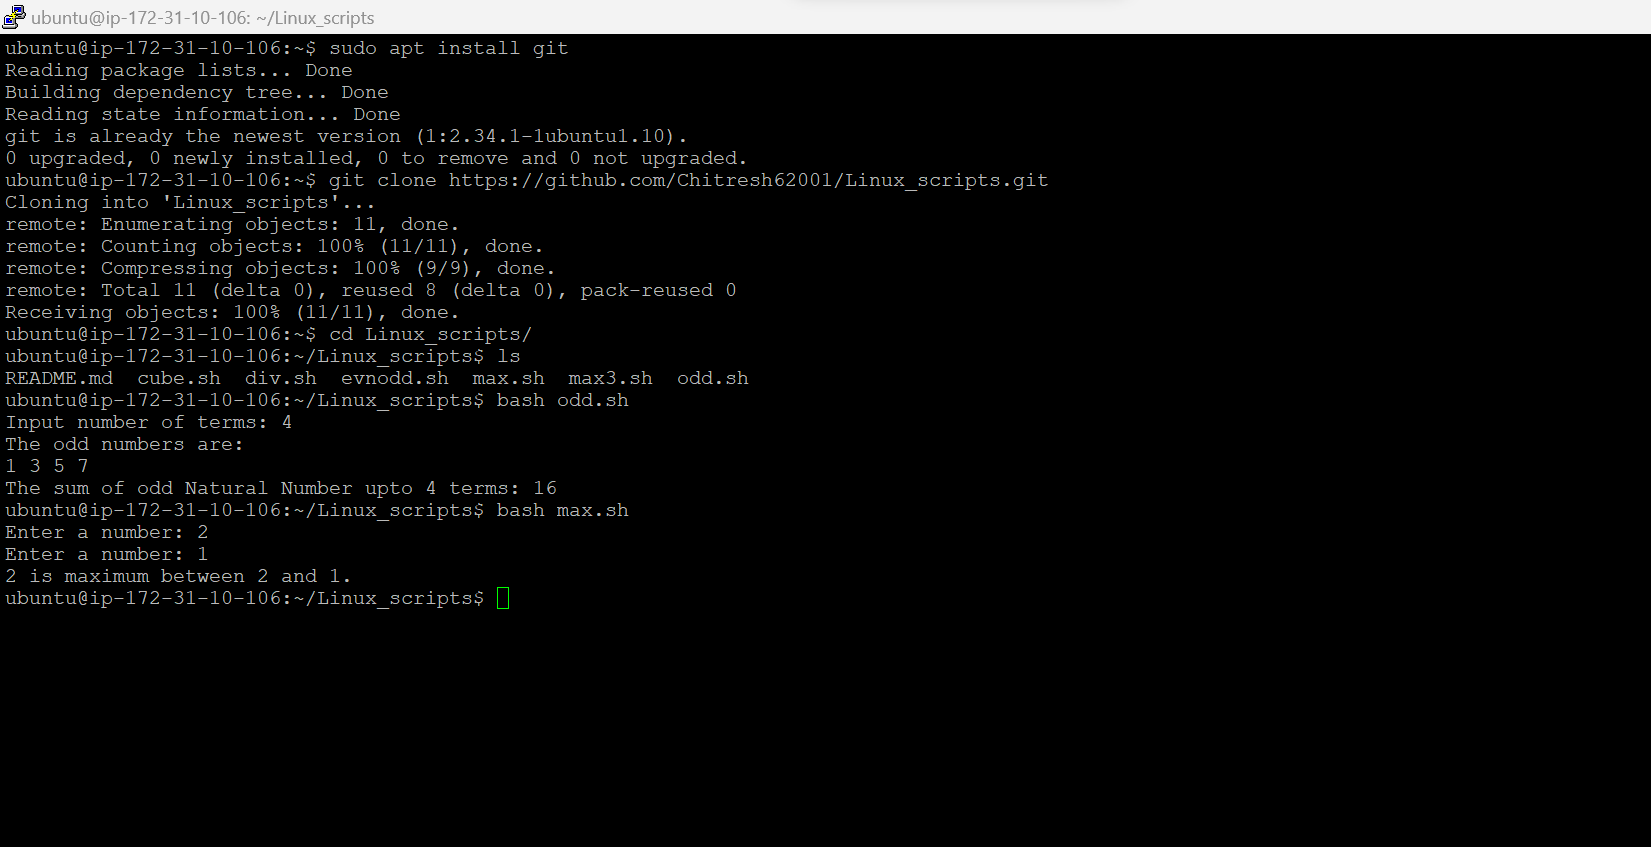 ubuntu@ip-172-31-10-106: ~/Linux_scripts
ubuntu@ip-172-31-10-106:~$ sudo apt install git
Reading package lists... Done
Building dependency tree... Done
Reading state information... Done
git is already the newest version (1:2.34.1-1ubuntu1.10).
0 upgraded, 0 newly installed, 0 to remove and 0 not upgraded.
ubuntu@ip-172-31-10-106:~$ git clone https://github.com/Chitresh62001/Linux_scripts.git
Cloning into 'Linux_scripts'...
remote: Enumerating objects: 11, done.
remote: Counting objects: 100% (11/11), done.
remote: Compressing objects: 100% (9/9), done.
remote: Total 11 (delta 0), reused 8 (delta 0), pack-reused 0
Receiving objects: 100% (11/11), done.
ubuntu@ip-172-31-10-106:~$ cd Linux_scripts/
ubuntu@ip-172-31-10-106:~/Linux_scripts$ ls
README.md  cube.sh  div.sh  evnodd.sh  max.sh  max3.sh  odd.sh
ubuntu@ip-172-31-10-106:~/Linux_scripts$ bash odd.sh
Input number of terms: 4
The odd numbers are:
1 3 5 7
The sum of odd Natural Number upto 4 terms: 16
ubuntu@ip-172-31-10-106:~/Linux_scripts$ bash max.sh
Enter a number: 2
Enter a number: 1
2 is maximum between 2 and 1.
ubuntu@ip-172-31-10-106:~/Linux_scripts$